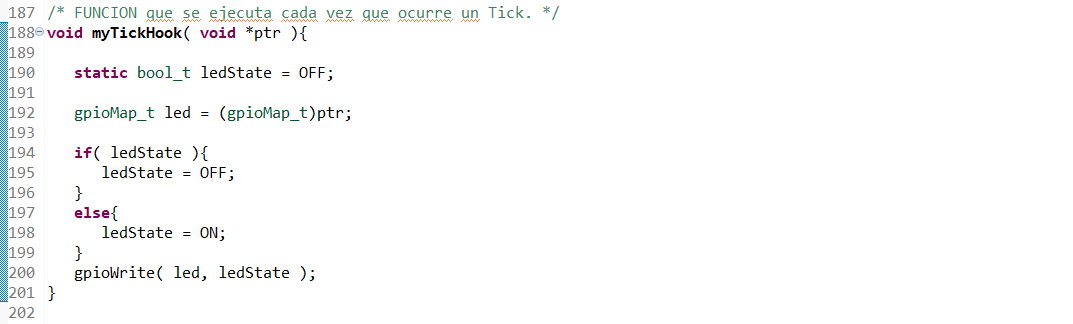 187 /* FUNCION que se ejecuta cada vez que ocurre un Tick. */
188 void myTickHook( void *ptr ){
189
190    static bool_t ledState = OFF;
191
192    gpioMap_t led = (gpioMap_t)ptr;
193
194    if( ledState ){
195       ledState = OFF;
196    }
197    else{
198       ledState = ON;
199    }
200    gpioWrite( led, ledState );
201 }
202